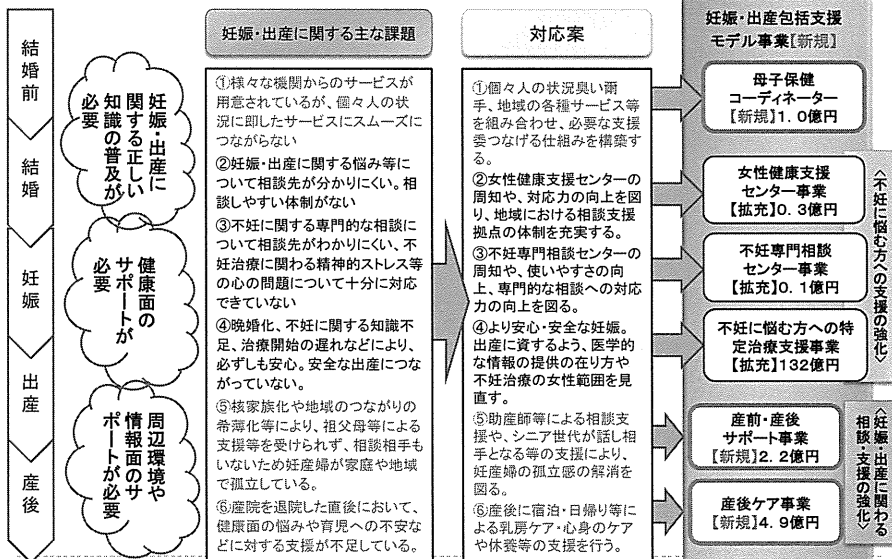 結婚前
結婚
妊娠
出産
産後
妊娠・出産に
関する正しい
知識の普及が
必要
健康面の
サポートが
必要
周辺環境や
情報面のサ
ポートが必要
妊娠・出産に関する主な課題
①様々な機関からのサービスが
用意されているが、個々人の状
況に即したサービスにスムーズに
つながらない
②妊娠・出産に関する悩み等に
ついて相談先が分かりにくい。相
談しやすい体制がない
③不妊に関する専門的な相談に
ついて相談先がわかりにくい、不
妊治療に関わる精神的ストレス等
の心の問題について十分に対応
できていない
④晩婚化、不妊に関する知識不
足、治療開始の遅れなどにより、
必ずしも安心。安全な出産につな
がっていない。
⑤核家族化や地域のつながりの
希薄化等により、祖父母等による
支援等を受けられず、相談相手も
いないため妊産婦が家庭や地域
で孤立している。
⑥産院を退院した直後において、
健康面の悩みや育児への不安な
どに対する支援が不足している。
対応案
①個々人の状況臭い雨
手、地域の各種サービス等
を組み合わせ、必要な支援
委つなげる仕組みを構築す
る。
②女性健康支援センターの
周知や、対応力の向上を図
り、地域における相談支援
拠点の体制を充実する。
③不妊専門相談センターの
周知や、使いやすさの向
上、専門的な相談への対応
力の向上を図る。
④より安心・安全な妊娠。
出産に資するよう、医学的
な情報の提供の在り方や
不妊治療の女性範囲を見
直す。
⑤助産師等による相談支
援や、シニア世代が話し相
手となる等の支援により、
妊産婦の孤立感の解消を
図る。
⑥産後に宿泊・日帰り等に
よる乳房ケア・心身のケア
や休養等の支援を行う。
妊娠・出産包括支援
モデル事業【新規】
母子保健
コーディネーター
【新規】1.0億円
女性健康支援
センター事業
【拡充】0.3億円
不妊専門相談
センター事業
【拡充】0.1億円
不妊に悩む方への特
定治療支援事業
【拡充】132億円
産前・産後
サポート事業
【新規】2.2億円
産後ケア事業
【新規】4.9億円
〈不妊に悩む方への支援の強化〉
〈妊娠・出産に関わる
相談・支援の強化〉